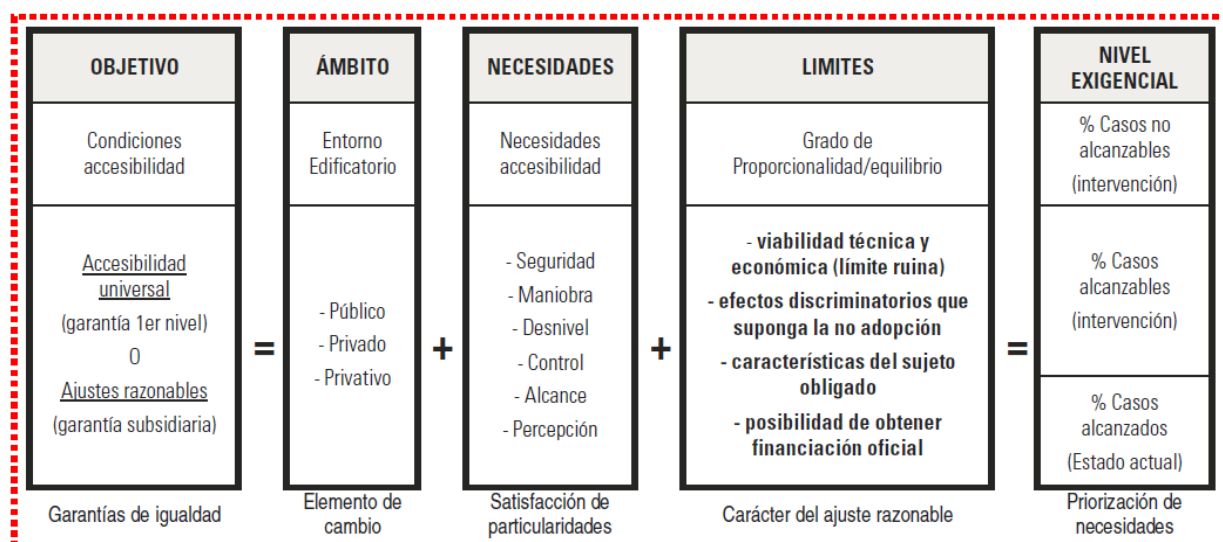 OBJETIVO
Condiciones
accesibilidad
Accesibilidad
universal
(garantía 1er nivel)
O
Ajustes razonables
(garantía subsidiaria)
Garantías de igualdad
=
ÁMBITO
Entorno
Edificatorio
- Público
- Privado
- Privativo
Elemento de
cambio
+
NECESIDADES
Necesidades
accesibilidad
- Seguridad
- Maniobra
- Desnivel
- Control
- Alcance
- Percepción
Satisfacción de
particularidades
+
LIMITES
Grado de
Proporcionalidad/equilibrio
- viabilidad técnica y
económica (límite ruina)
- efectos discriminatorios que
suponga la no adopción
- características del sujeto
obligado
- posibilidad de obtener
financiación oficial
Carácter del ajuste razonable
=
NIVEL
EXIGENCIAL
% Casos no
alcanzables
(intervención)
% Casos
alcanzables
(intervención)
% Casos
alcanzados
(Estado actual)
Priorización de
necesidades